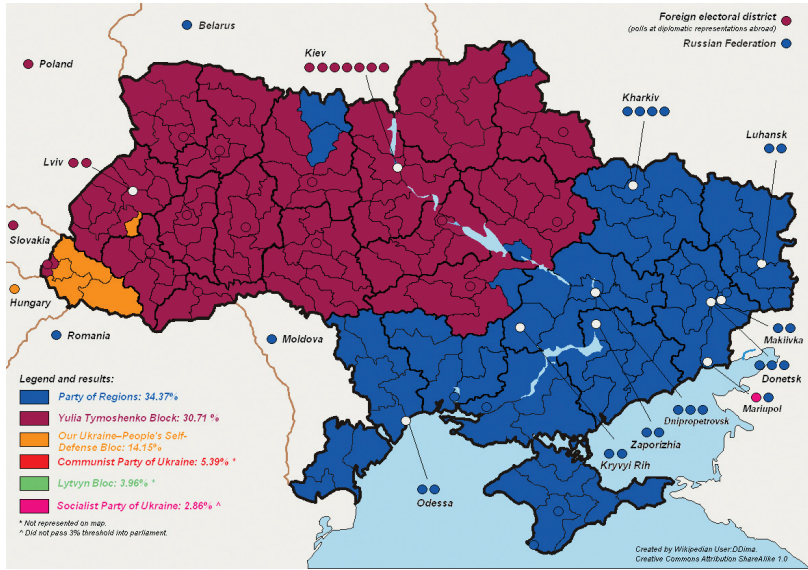 Belarus
Foreign electoral district
(polls at diplomatic representations abroad)
Russian Federation
Poland
Kiev
Kharkiv
Luhansk
Lviv
Slovakia
Hungary
Romania
Moldova
Makiivka
Donetsk
Mariupol
Dnipropetrovsk
Zaporizhia
Kryvyi Rih
Odessa
Legend and results:
Party of Regions: 34.37%
Yulia Tymoshenko Block: 30.71 %
Our Ukraine–People's Self-
Defense Bloc: 14.15%
Communist Party of Ukraine: 5.39% *
Lytvyn Bloc: 3.96% *
Socialist Party of Ukraine: 2.86% ^
* Not represented on map.
^ Did not pass 3% threshold into parliament.
Created by Wikipedian User:DDima.
Creative Commons Attribution ShareAlike 1.0